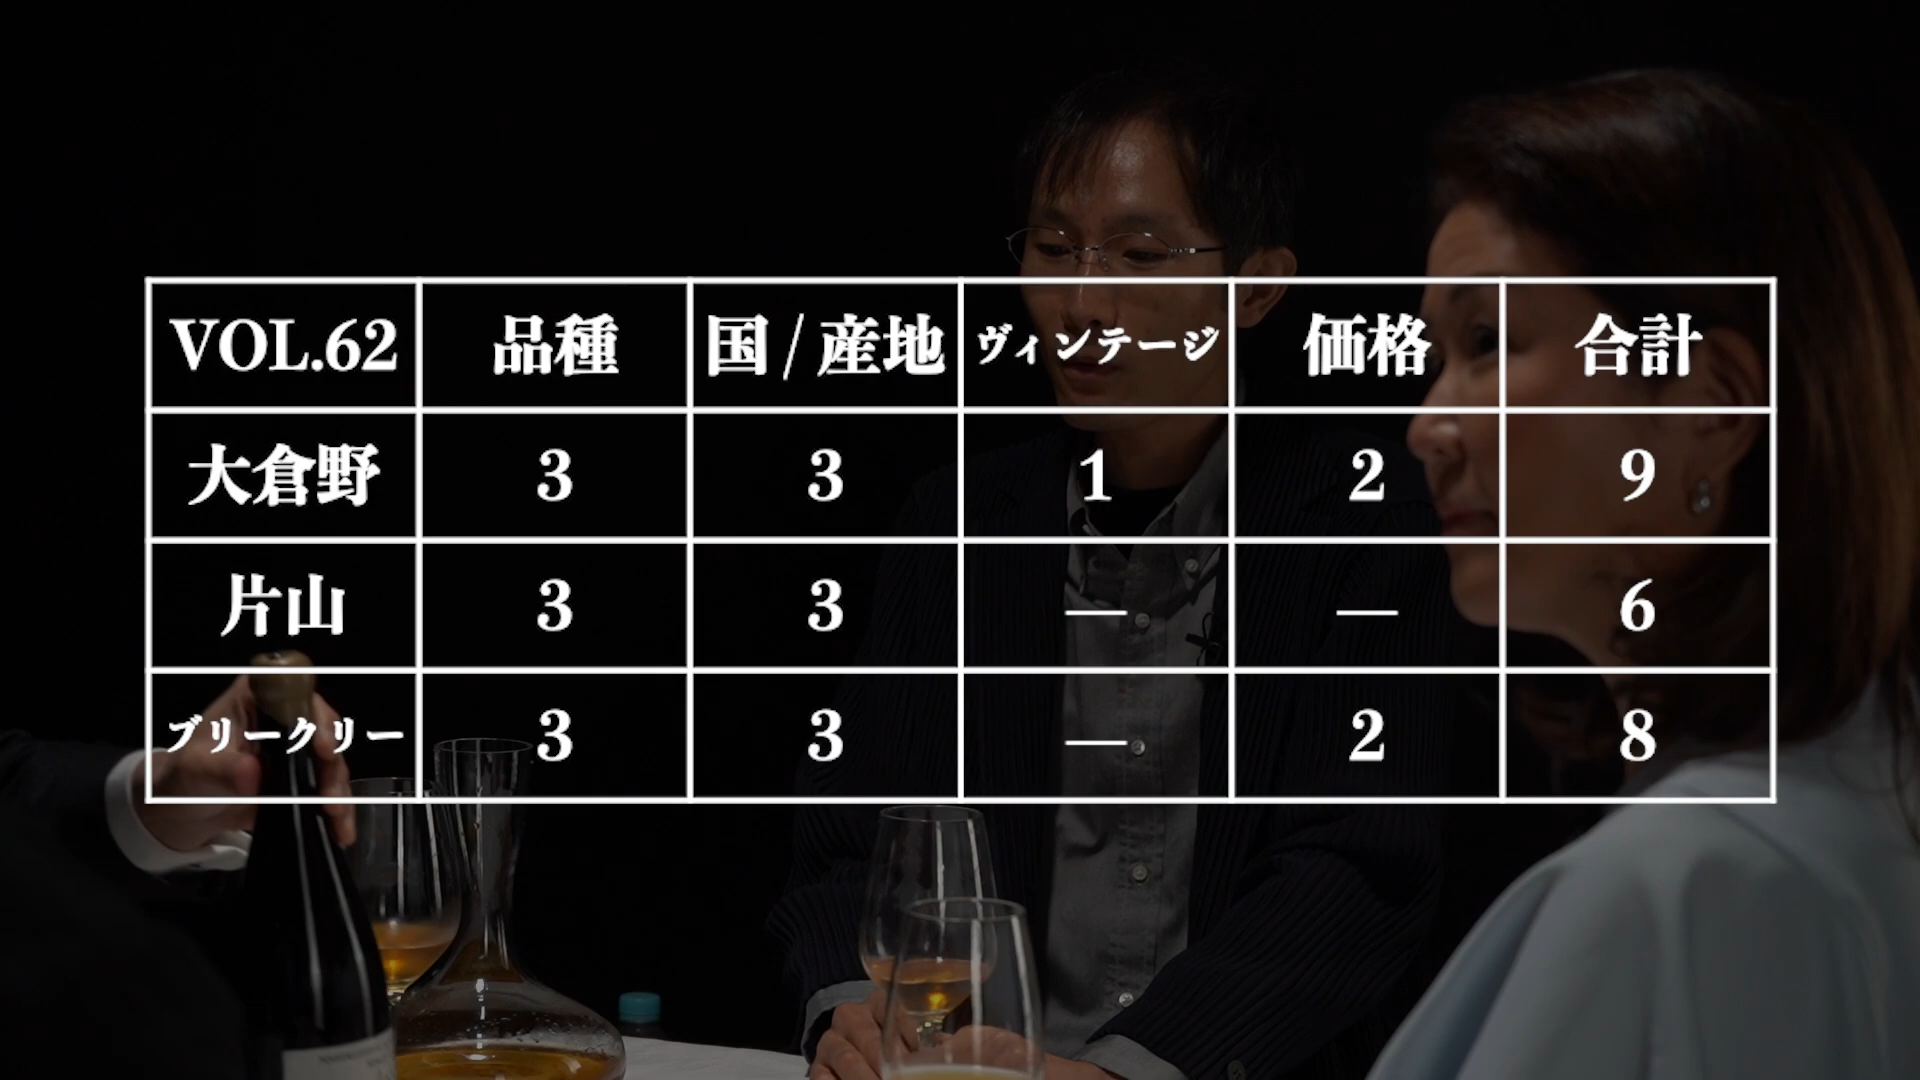 VOL.62 品種 国 / 産地 ヴィンテージ 価格 合計
大倉野 3 3 1 2 9
片山 3 3 — — 6
ブリークリー 3 3 — 2 8